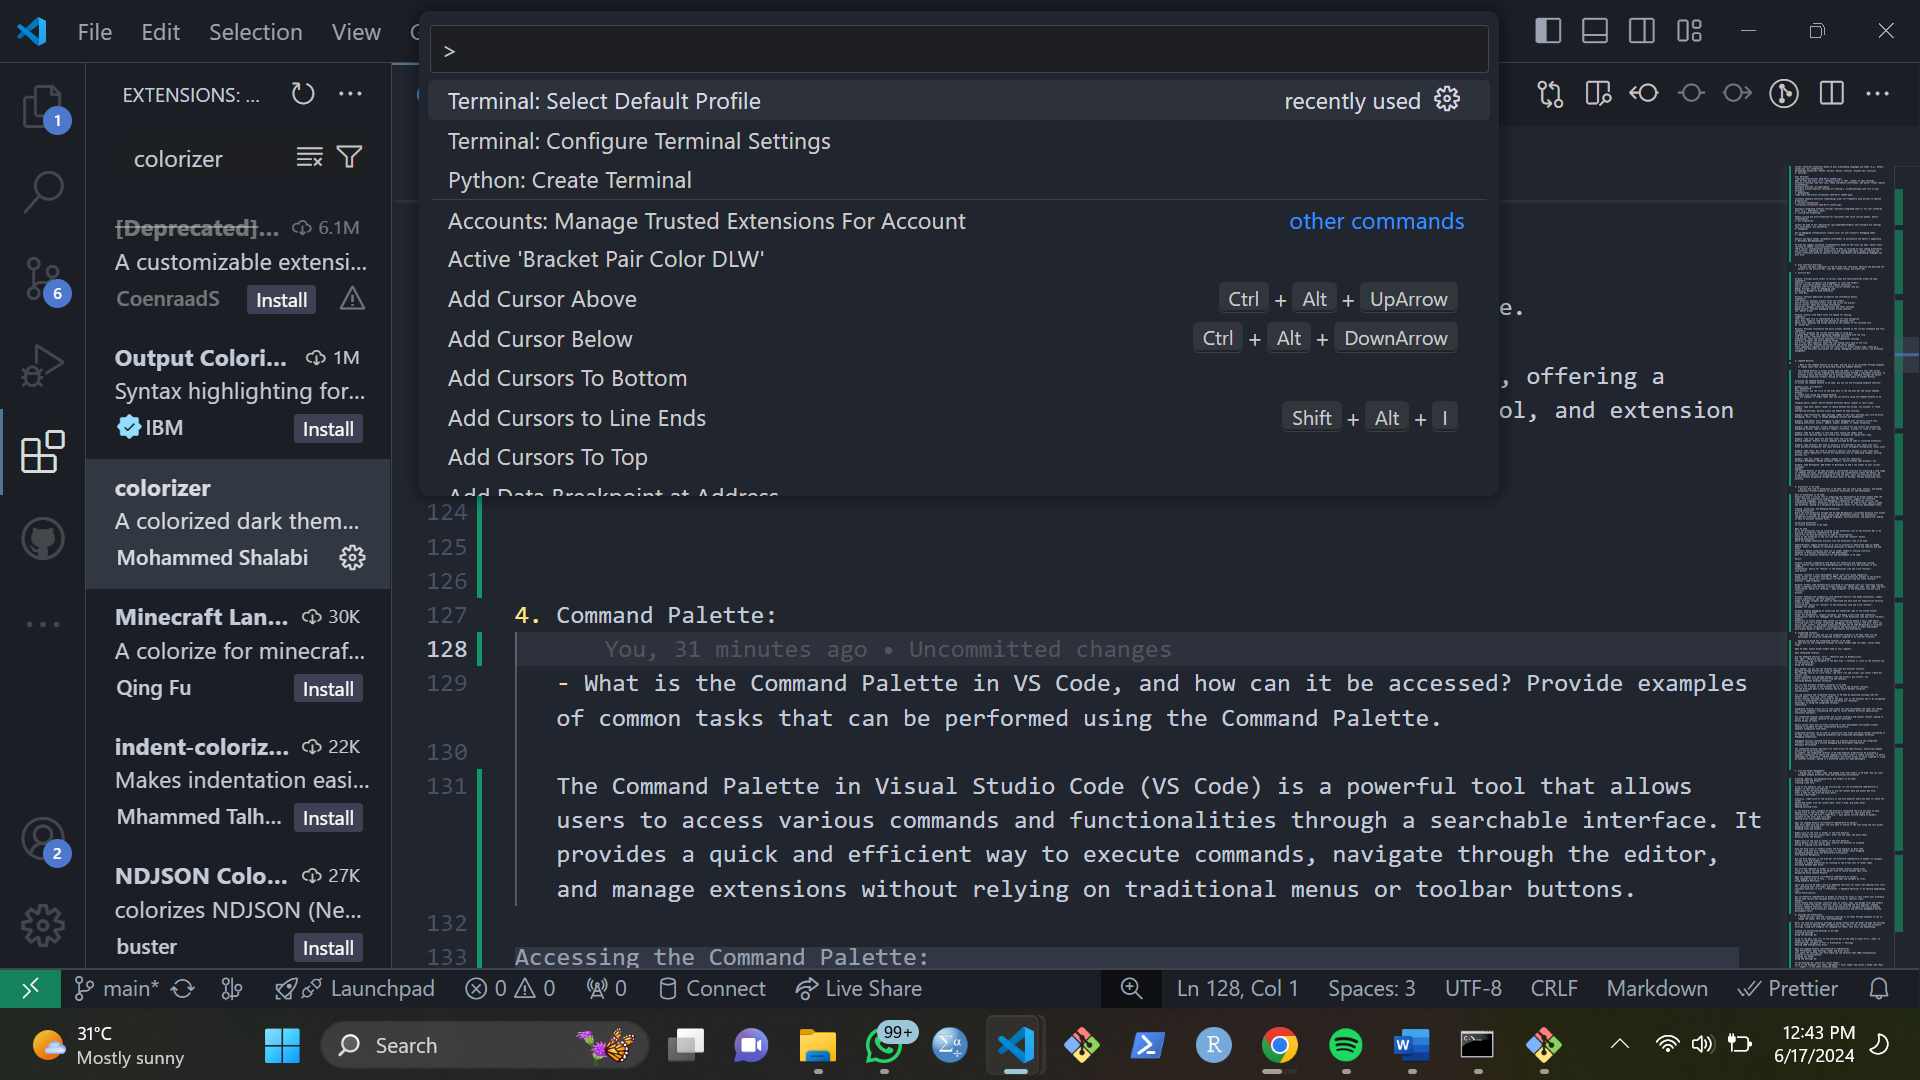 File Edit Selection View
>
Terminal: Select Default Profile recently used
Terminal: Configure Terminal Settings
Python: Create Terminal
Accounts: Manage Trusted Extensions For Account other commands
Active 'Bracket Pair Color DLW'
Add Cursor Above Ctrl + Alt + UpArrow
Add Cursor Below Ctrl + Alt + DownArrow
Add Cursors To Bottom
Add Cursors to Line Ends Shift + Alt + I
Add Cursors To Top
Add Data Breakpoint at Address
EXTENSIONS: ...
colorizer
[Deprecated]... 6.1M
A customizable extensi...
CoenraadS Install
Output Colori... 1M
Syntax highlighting for...
IBM Install
colorizer
A colorized dark them...
Mohammed Shalabi
Minecraft Lan... 30K
A colorize for minecraf...
Qing Fu Install
indent-coloriz... 22K
Makes indentation easi...
Mhammed Talh... Install
NDJSON Colo... 27K
colorizes NDJSON (Ne...
buster Install
1
6
2
e.
, offering a
ol, and extension
124
125
126
127 4. Command Palette:
128 You, 31 minutes ago • Uncommitted changes
129 - What is the Command Palette in VS Code, and how can it be accessed? Provide examples
of common tasks that can be performed using the Command Palette.
130
131 The Command Palette in Visual Studio Code (VS Code) is a powerful tool that allows
users to access various commands and functionalities through a searchable interface. It
provides a quick and efficient way to execute commands, navigate through the editor,
and manage extensions without relying on traditional menus or toolbar buttons.
132
133 Accessing the Command Palette:
main* Launchpad 0 0 0 Connect Live Share Ln 128, Col 1 Spaces: 3 UTF-8 CRLF Markdown Prettier
31°C
Mostly sunny
Search
99+
12:43 PM
6/17/2024